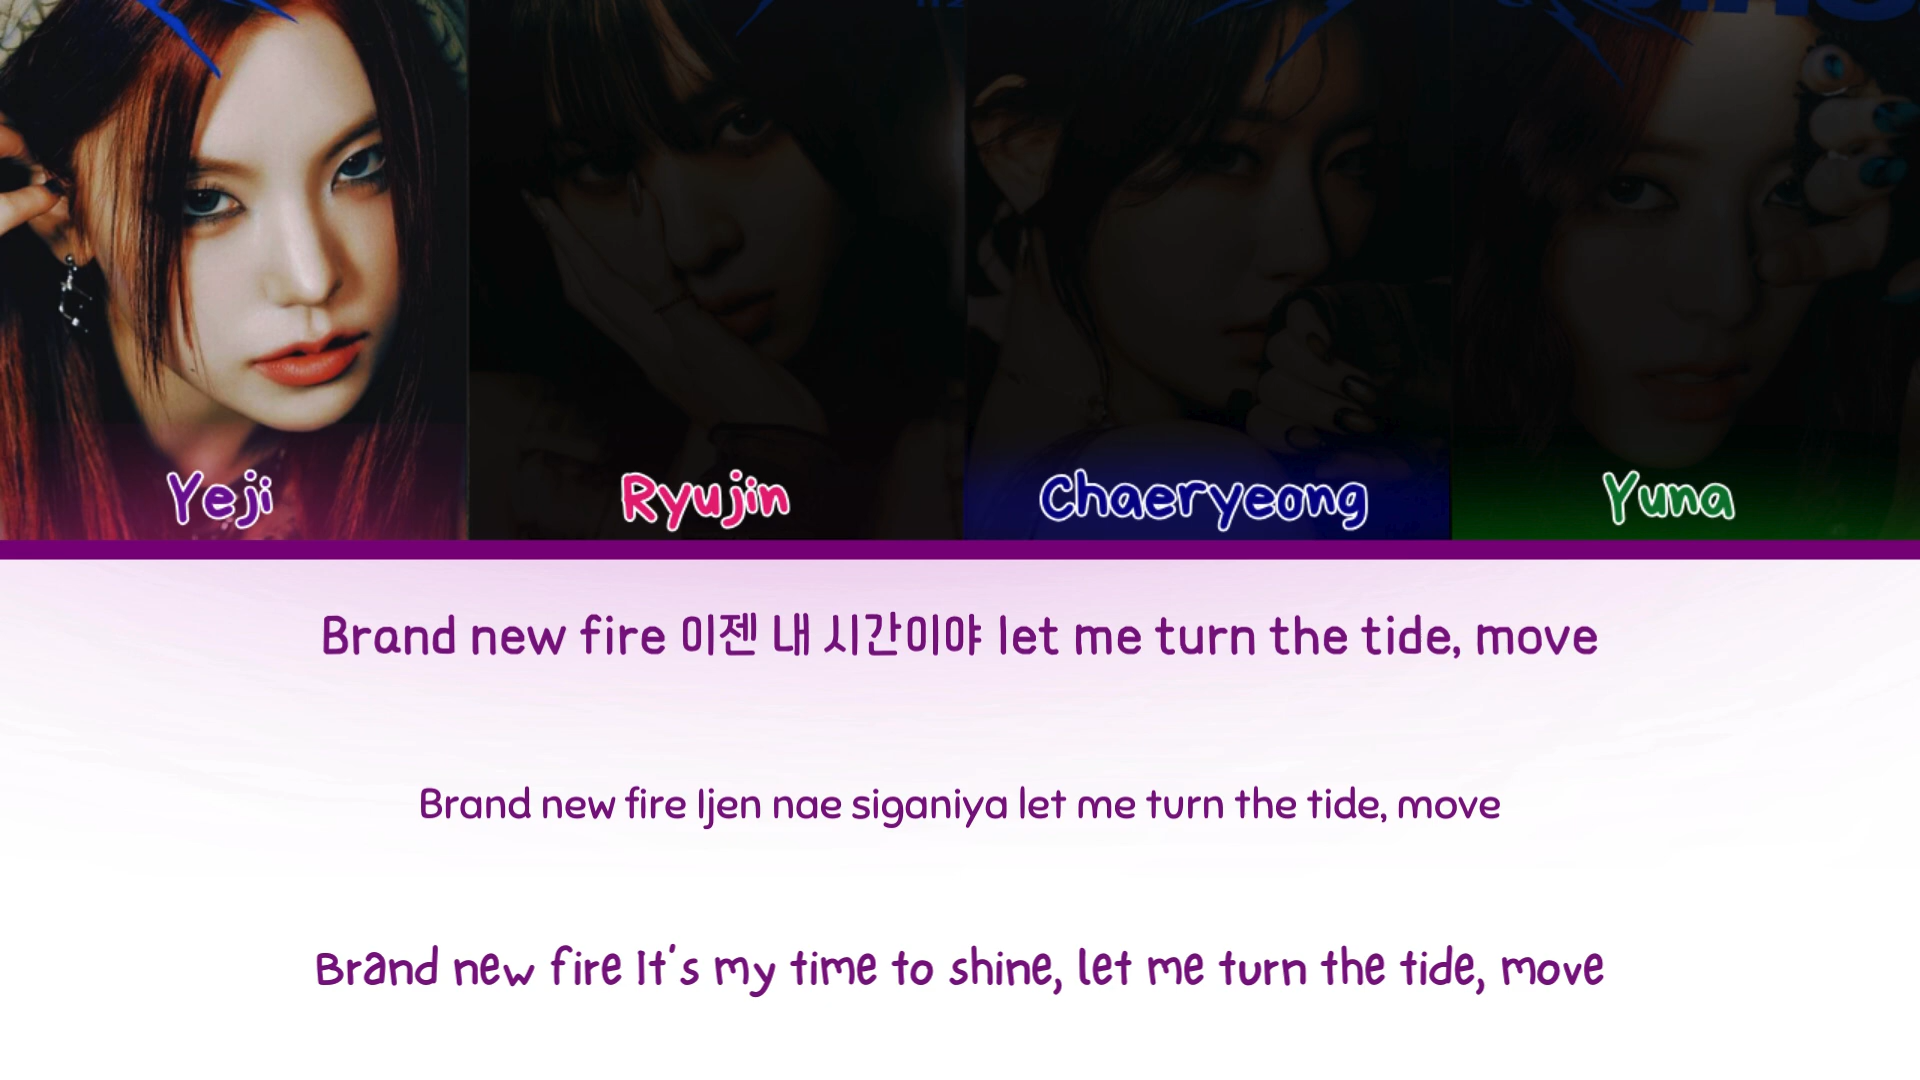 Yeji
Ryujin
Chaeryeong
Yuna
Brand new fire 이젠 내 시간이야 let me turn the tide, move
Brand new fire Ijen nae siganiya let me turn the tide, move
Brand new fire It's my time to shine, let me turn the tide, move